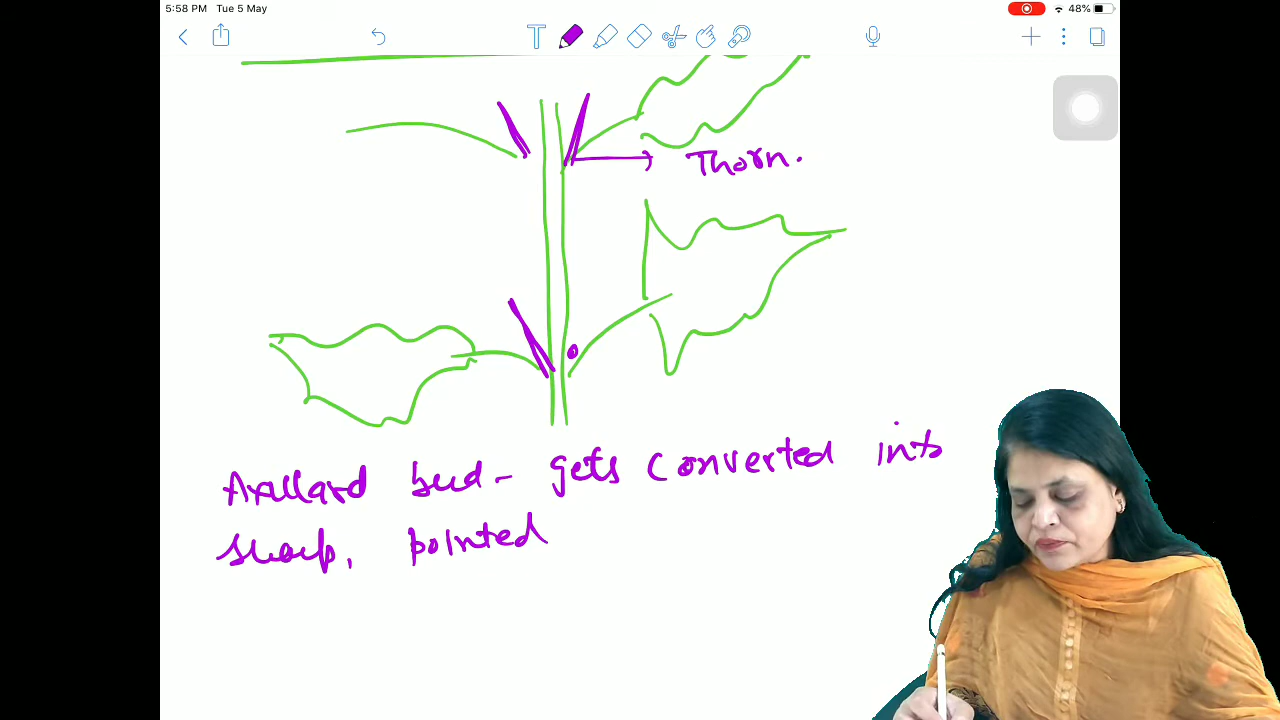 5:58 PM Tue 5 May
48%
T
Thorn.
Axillard bud - gets converted into
sharp, pointed